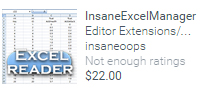 EXCEL
READER
InsaneExcelManager
Editor Extensions/...
insaneoops
Not enough ratings
$22.00